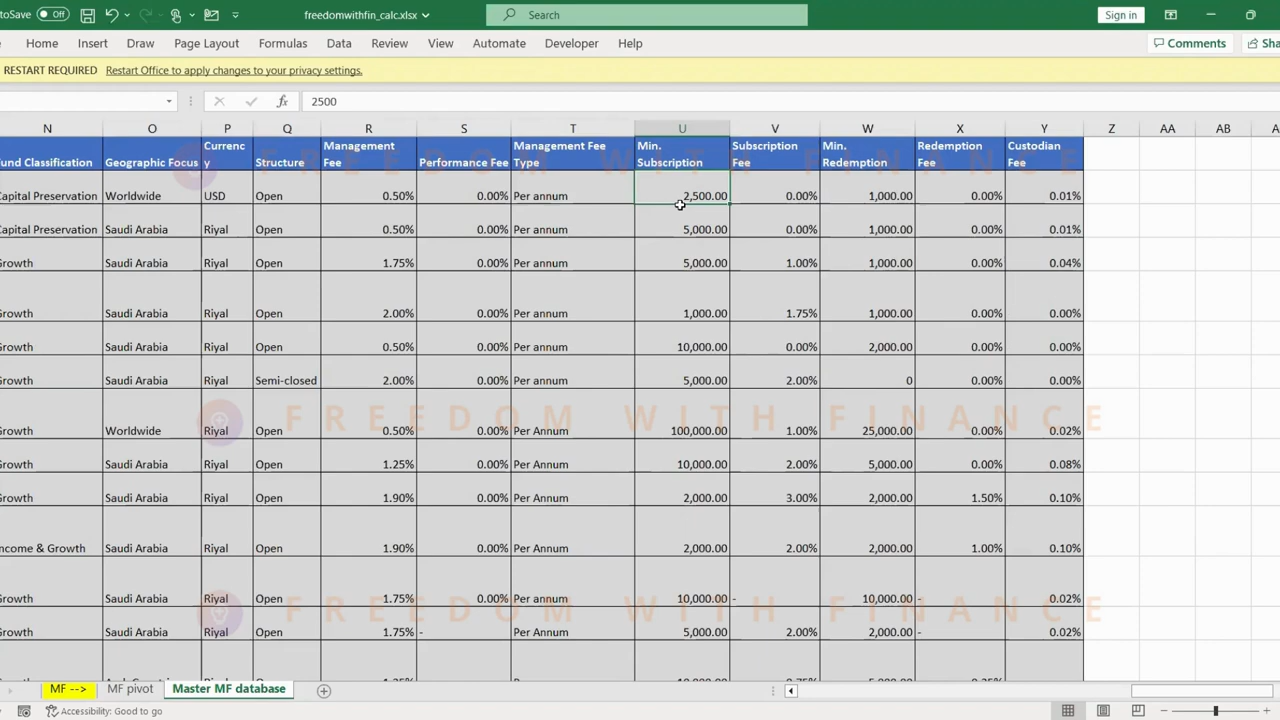 toSave Off
freedomwithfin_calc.xlsx
Search
Sign in
Home Insert Draw Page Layout Formulas Data Review View Automate Developer Help
Comments
Sha
RESTART REQUIRED Restart Office to apply changes to your privacy settings.
fx 2500
N O P Q R S T U V W X Y Z AA AB A
und Classification Geographic Focus Currency Structure Management Fee Performance Fee Management Fee Type Min. Subscription Subscription Fee Min. Redemption Redemption Fee Custodian Fee
Capital Preservation Worldwide USD Open 0.50% 0.00% Per annum 2,500.00 0.00% 1,000.00 0.00% 0.01%
Capital Preservation Saudi Arabia Riyal Open 0.50% 0.00% Per annum 5,000.00 0.00% 1,000.00 0.00% 0.01%
Growth Saudi Arabia Riyal Open 1.75% 0.00% Per annum 5,000.00 1.00% 1,000.00 0.00% 0.04%
Growth Saudi Arabia Riyal Open 2.00% 0.00% Per annum 1,000.00 1.75% 1,000.00 0.00% 0.00%
Growth Saudi Arabia Riyal Open 0.50% 0.00% Per annum 10,000.00 0.00% 2,000.00 0.00% 0.00%
Growth Saudi Arabia Riyal Semi-closed 2.00% 0.00% Per annum 5,000.00 2.00% 0 0.00% 0.00%
Growth Worldwide Riyal Open 0.50% 0.00% Per Annum 100,000.00 1.00% 25,000.00 0.00% 0.02%
Growth Saudi Arabia Riyal Open 1.25% 0.00% Per Annum 10,000.00 2.00% 5,000.00 0.00% 0.08%
Growth Saudi Arabia Riyal Open 1.90% 0.00% Per Annum 2,000.00 3.00% 2,000.00 1.50% 0.10%
ncome & Growth Saudi Arabia Riyal Open 1.90% 0.00% Per Annum 2,000.00 2.00% 2,000.00 1.00% 0.10%
Growth Saudi Arabia Riyal Open 1.75% 0.00% Per annum 10,000.00 - 10,000.00 - 0.02%
Growth Saudi Arabia Riyal Open 1.75% - Per Annum 5,000.00 2.00% 2,000.00 - 0.02%
FREEDOM WITH FINANCE
FREEDOM WITH FINANCE
FREEDOM WITH FINANCE
MF --> MF pivot Master MF database
Accessibility: Good to go